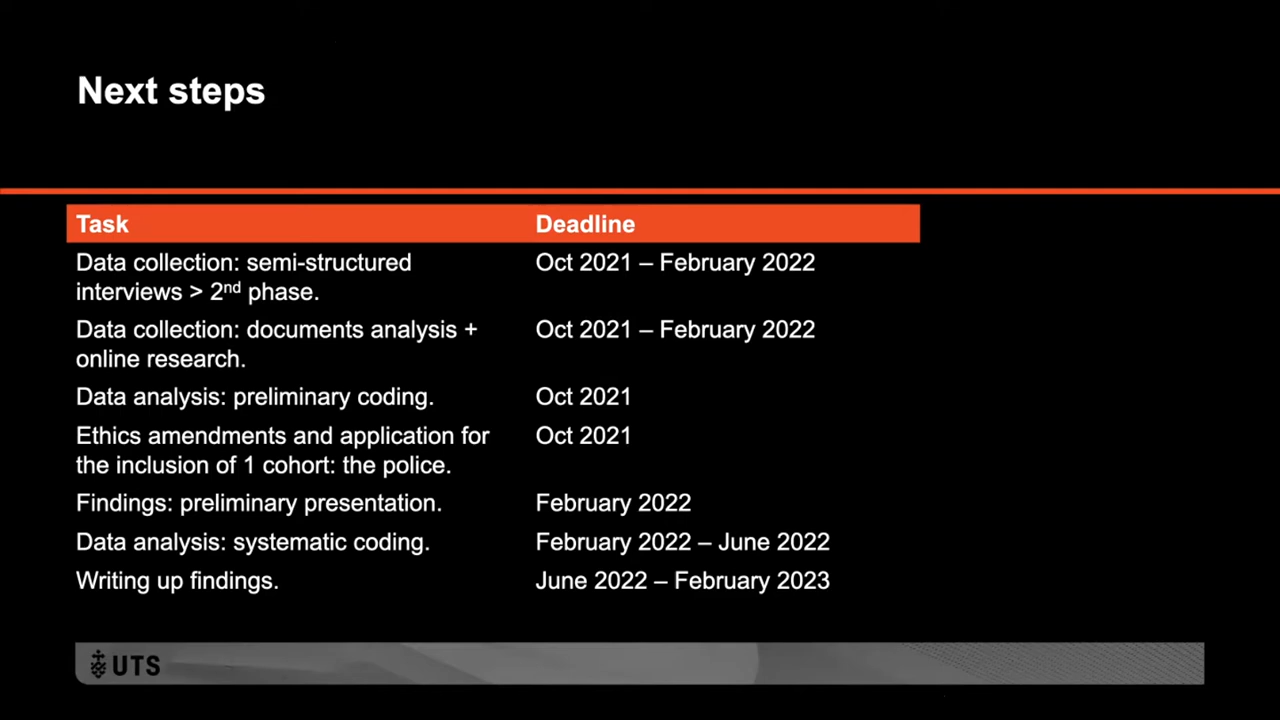 Next steps
Task Deadline
Data collection: semi-structured Oct 2021 – February 2022
interviews > 2nd phase.
Data collection: documents analysis + Oct 2021 – February 2022
online research.
Data analysis: preliminary coding. Oct 2021
Ethics amendments and application for Oct 2021
the inclusion of 1 cohort: the police.
Findings: preliminary presentation. February 2022
Data analysis: systematic coding. February 2022 – June 2022
Writing up findings. June 2022 – February 2023
UTS